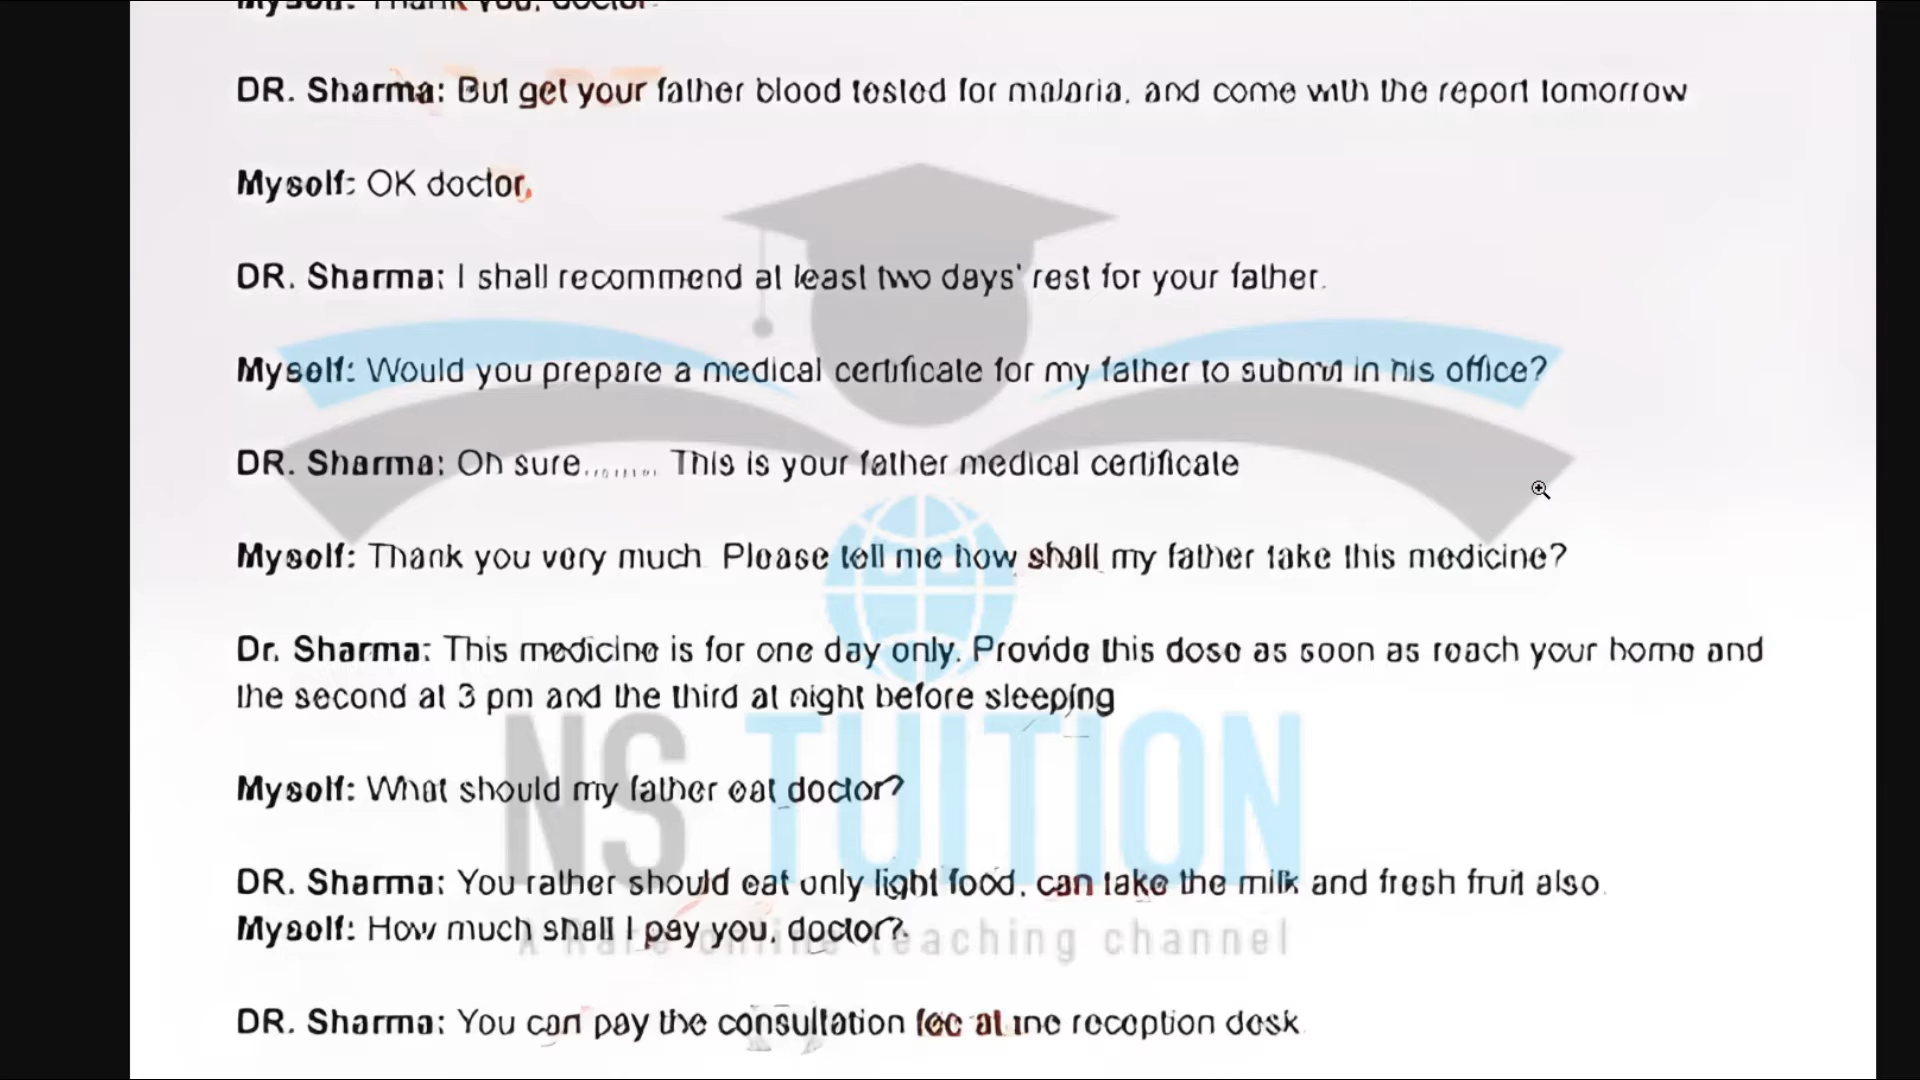 Myself: Thank you, doctor.
DR. Sharma: But get your father blood tested for malaria, and come with the report tomorrow
Myself: OK doctor,
DR. Sharma: I shall recommend at least two days' rest for your father.
Myself: Would you prepare a medical certificate for my father to submit in his office?
DR. Sharma: Oh sure......... This is your father medical certificate
Myself: Thank you very much. Please tell me how shall my father take this medicine?
Dr. Sharma: This medicine is for one day only. Provide this dose as soon as reach your home and
the second at 3 pm and the third at night before sleeping
NS TUITION
Myself: What should my father eat doctor?
DR. Sharma: You rather should eat only light food, can take the milk and fresh fruit also.
Myself: How much shall I pay you, doctor?
A Rare online teaching channel
DR. Sharma: You can pay the consultation fee at the reception desk.